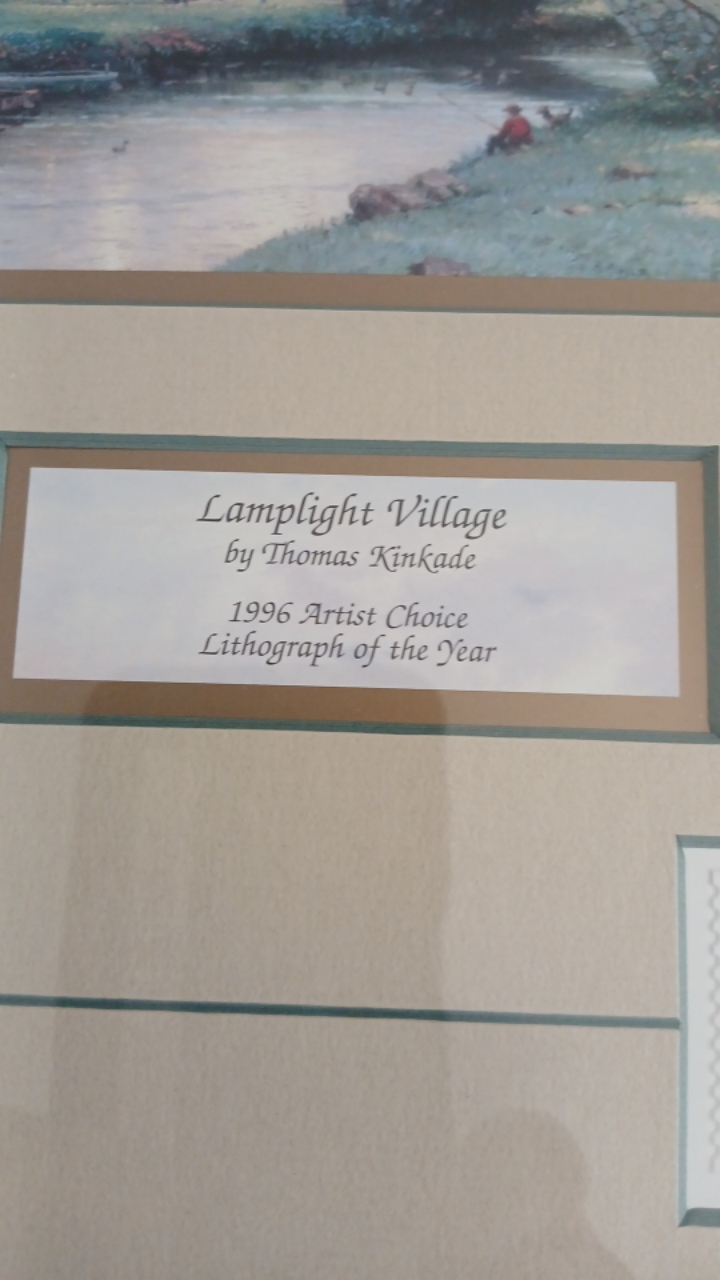 Lamplight Village
by Thomas Kinkade
1996 Artist Choice
Lithograph of the Year